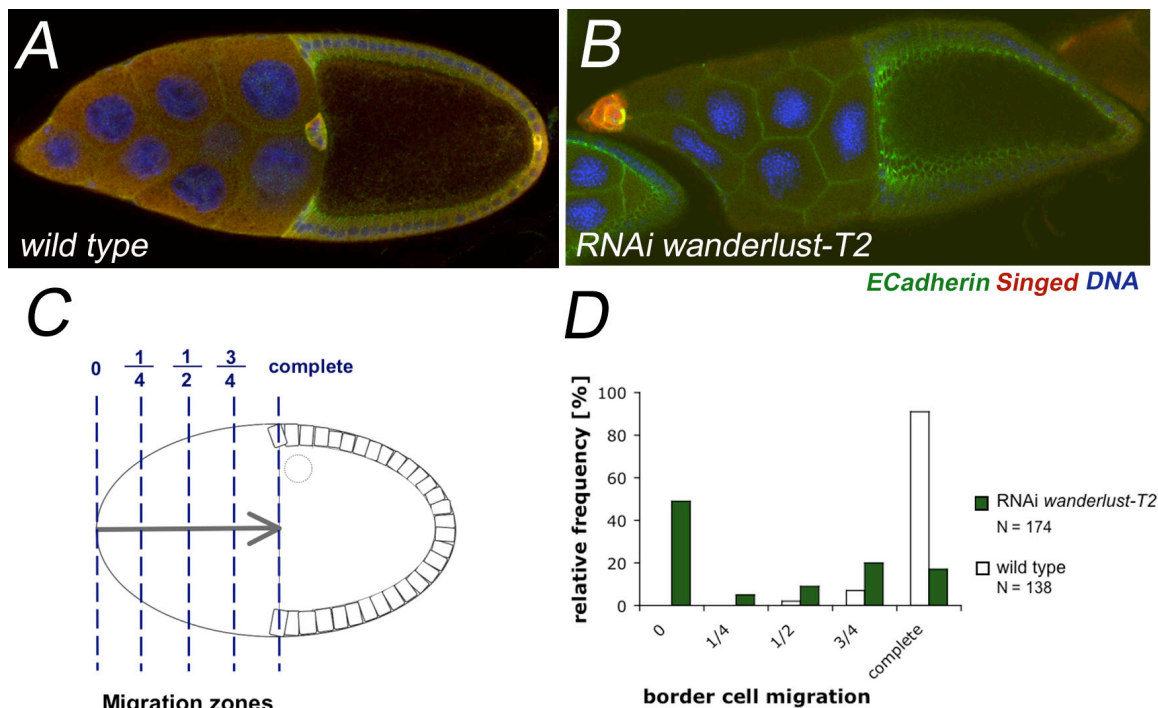 A
wild type
B
RNAi wanderlust-T2
ECadherin Singed DNA
C
0 1/4 1/2 3/4 complete
Migration zones
D
relative frequency [%]
100
80
60
40
20
0
0 1/4 1/2 3/4 complete
border cell migration
RNAi wanderlust-T2
N = 174
wild type
N = 138